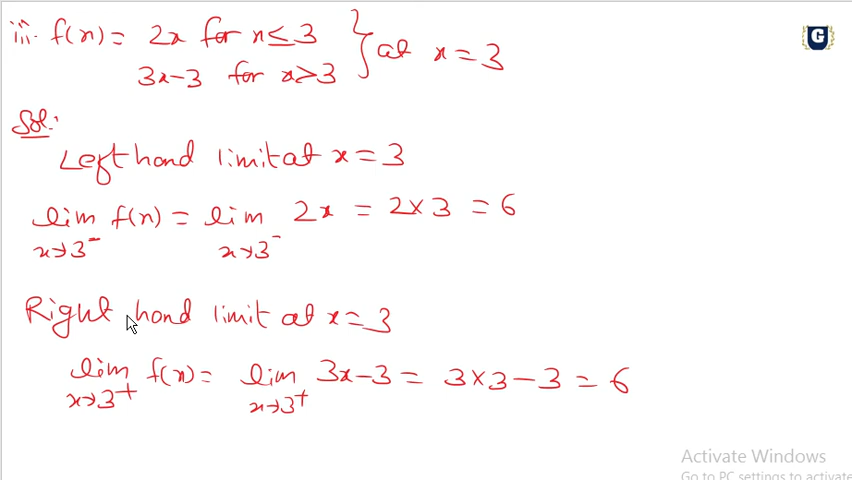 iii. f(x) = 2x for x ≤ 3 } at x = 3
3x-3 for x>3
Sol:
Left hand limit at x = 3
lim x→3⁻ f(x) = lim x→3⁻ 2x = 2×3 = 6
Right hand limit at x = 3
lim x→3⁺ f(x) = lim x→3⁺ 3x-3 = 3×3-3 = 6
G
Activate Windows
Go to PC settings to activate